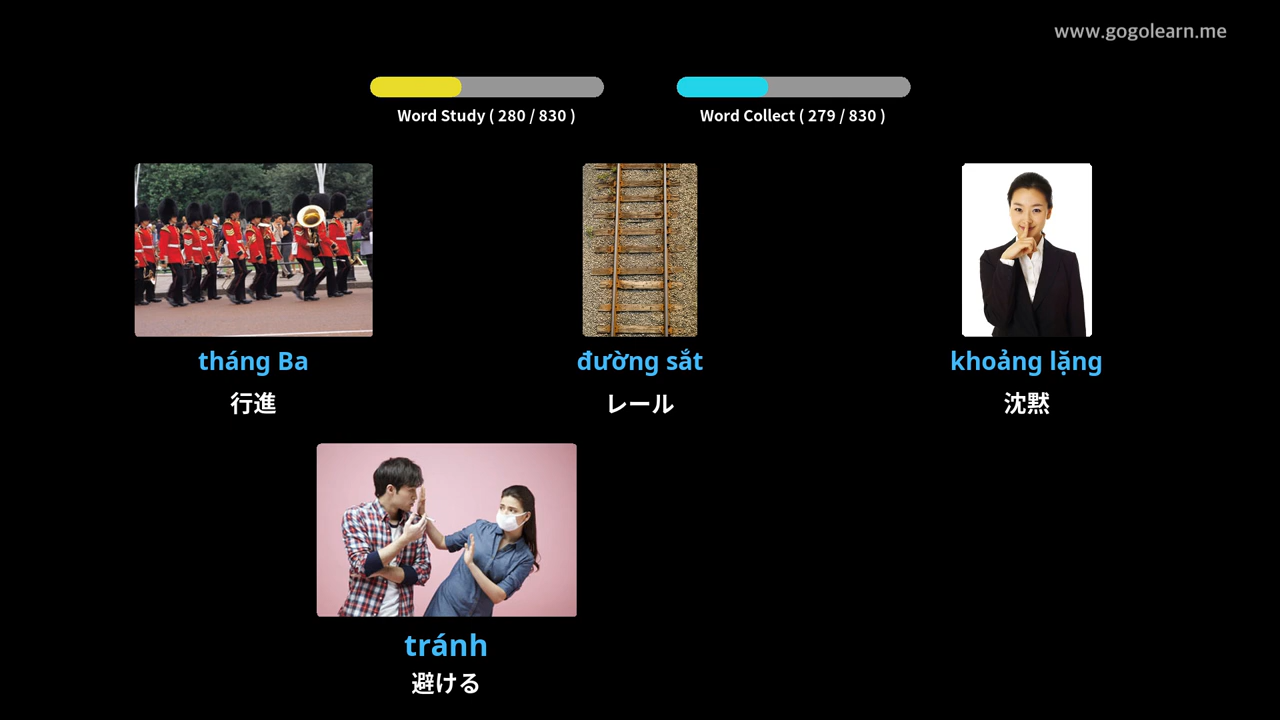 www.gogolearn.me
Word Study ( 280 / 830 )
Word Collect ( 279 / 830 )
tháng Ba
đường sắt
khoảng lặng
行進
レール
沈黙
tránh
避ける